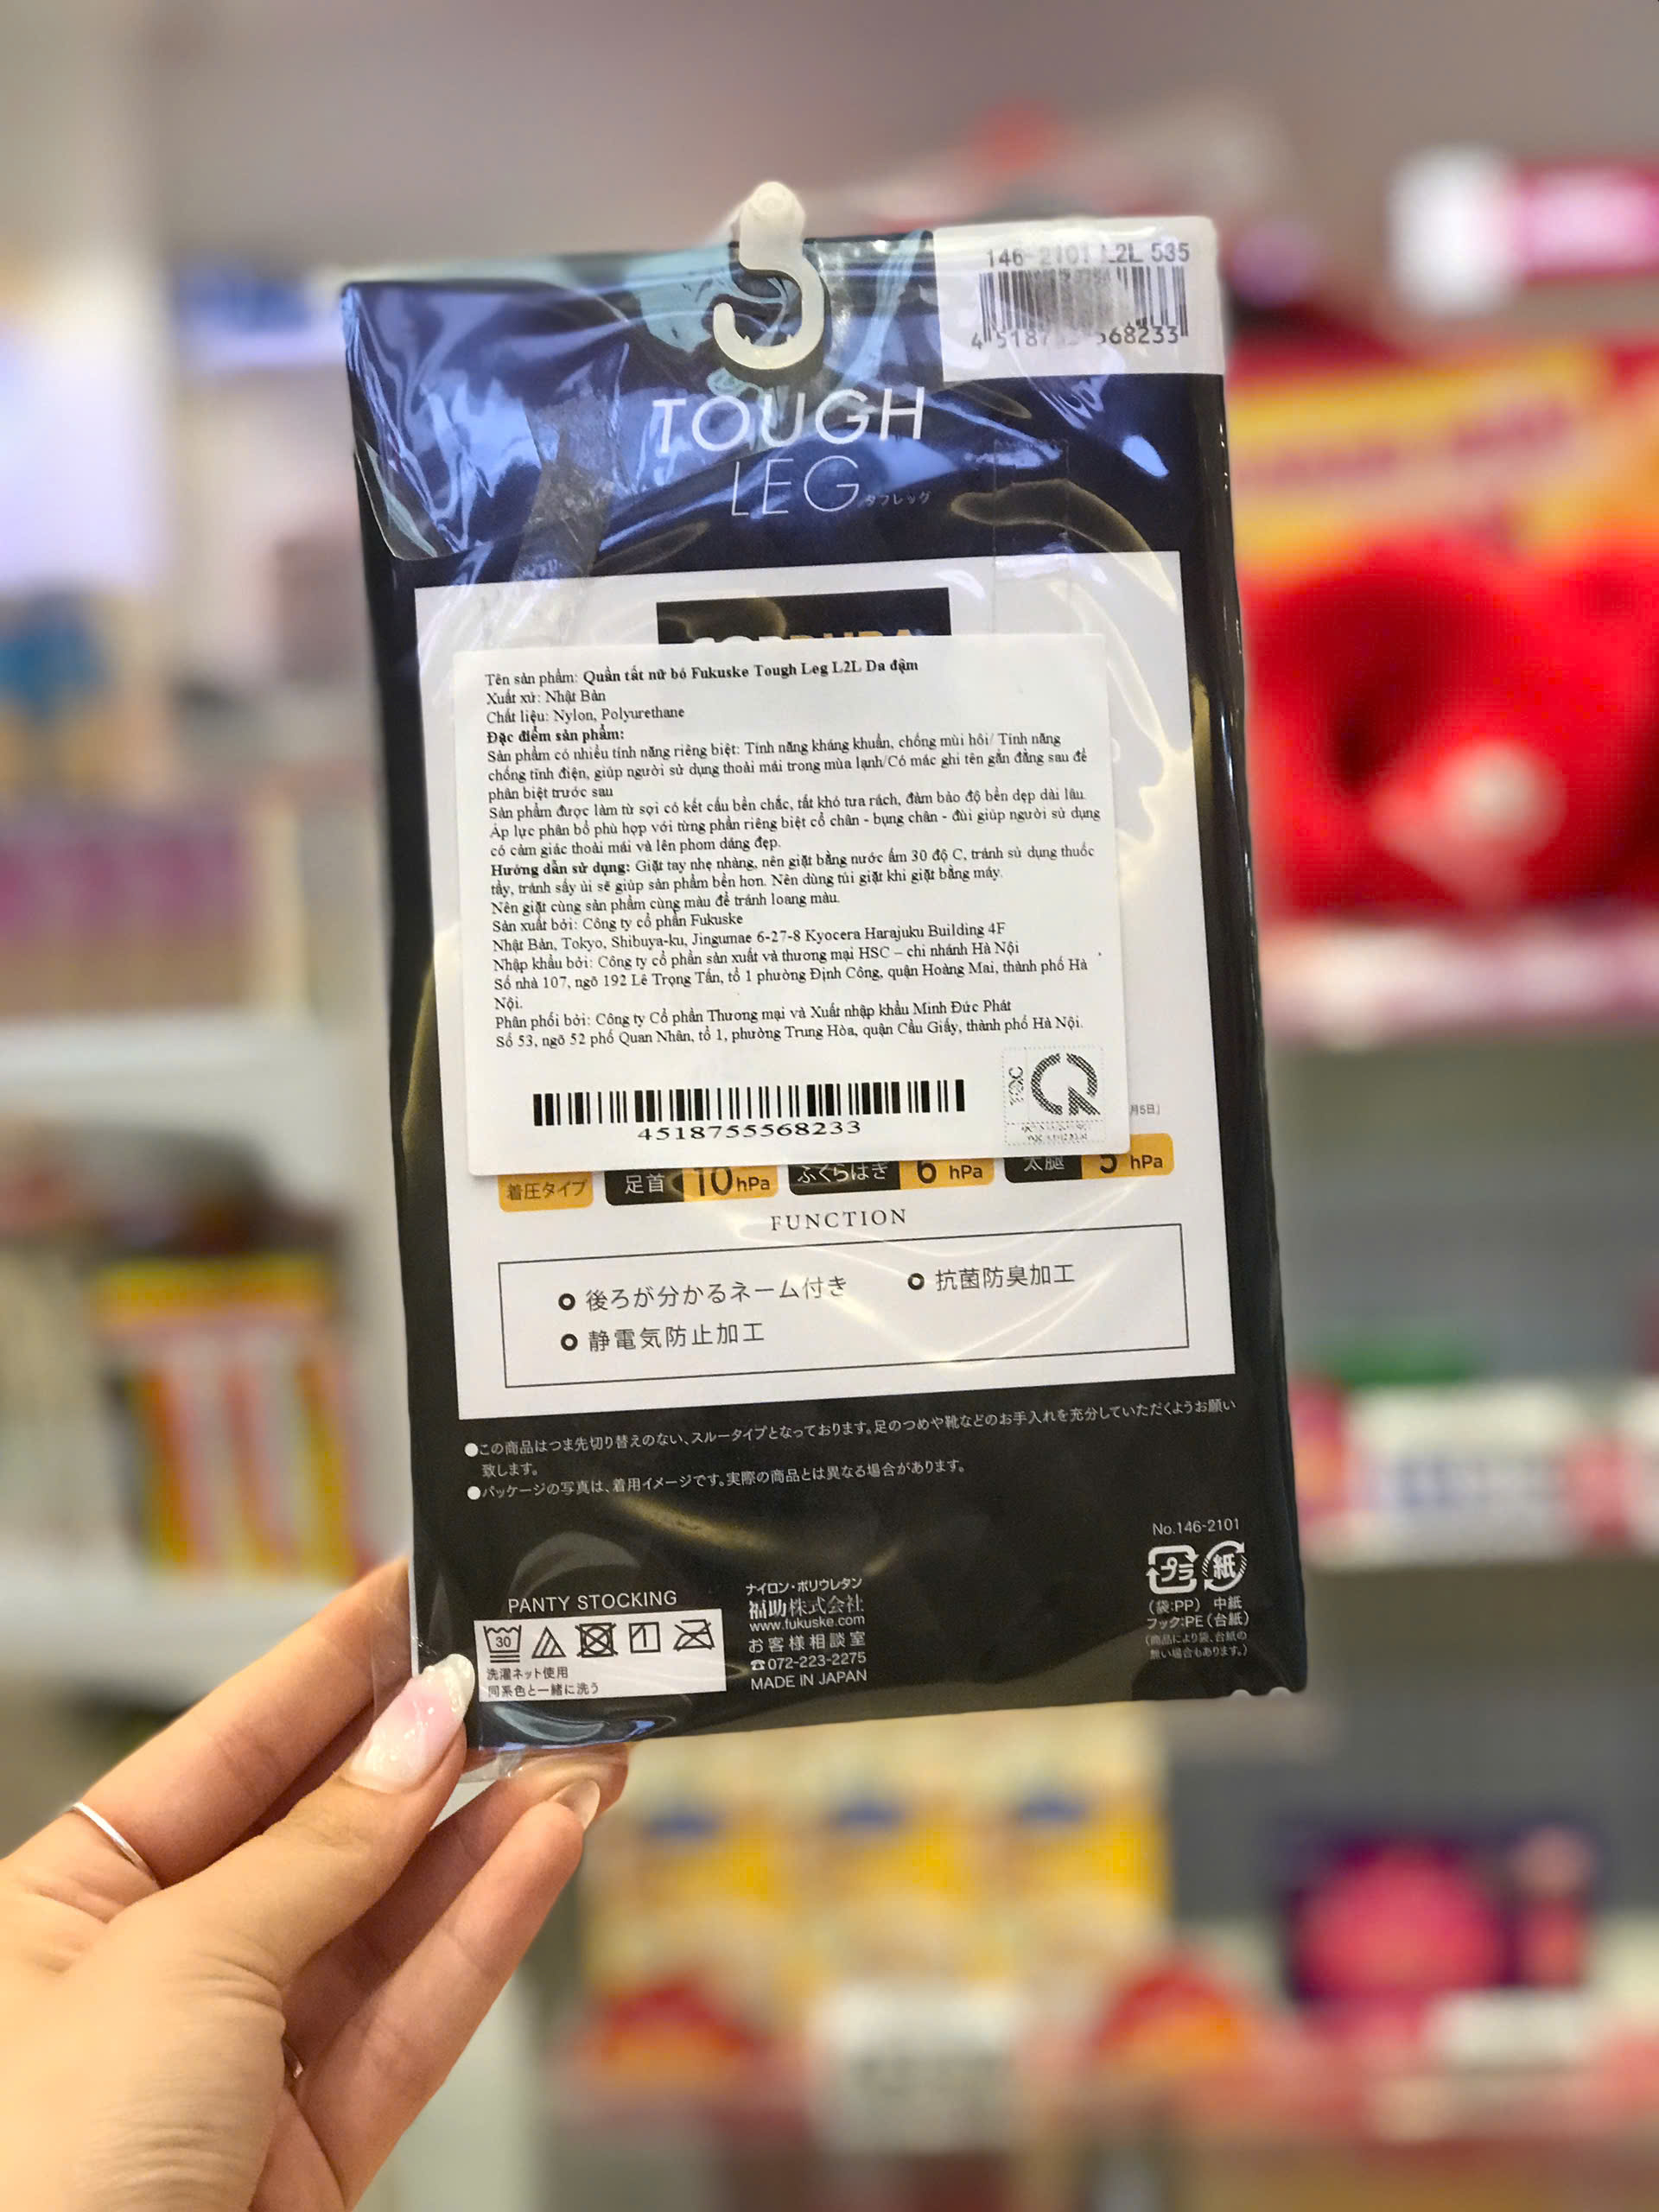 146-2101 L2L 535
568233
TOUGH
LEG タフレッグ
Tên sản phẩm: Quần tất nữ bó Fukuske Tough Leg L2L Da đậm
Xuất xứ: Nhật Bản
Chất liệu: Nylon, Polyurethane
Đặc điểm sản phẩm:
Sản phẩm có nhiều tính năng riêng biệt: Tính năng kháng khuẩn, chống mùi hôi/ Tính năng
chống tĩnh điện, giúp người sử dụng thoải mái trong mùa lạnh/Có mác ghi tên gắn đằng sau để
phân biệt trước sau
Sản phẩm được làm từ sợi có kết cấu bền chắc, tất khó tưa rách, đảm bảo độ bền đẹp dài lâu.
Áp lực phân bổ phù hợp với từng phần riêng biệt cổ chân - bụng chân - đùi giúp người sử dụng
có cảm giác thoải mái và lên phom dáng đẹp.
Hướng dẫn sử dụng: Giặt tay nhẹ nhàng, nên giặt bằng nước ấm 30 độ C, tránh sử dụng thuốc
tẩy, tránh sấy ủi sẽ giúp sản phẩm bền hơn. Nên dùng túi giặt khi giặt bằng máy.
Nên giặt cùng sản phẩm cùng màu để tránh loang màu.
Sản xuất bởi: Công ty cổ phần Fukuske
Nhật Bản, Tokyo, Shibuya-ku, Jingumae 6-27-8 Kyocera Harajuku Building 4F
Nhập khẩu bởi: Công ty cổ phần sản xuất và thương mại HSC – chi nhánh Hà Nội
Số nhà 107, ngõ 192 Lê Trọng Tấn, tổ 1 phường Định Công, quận Hoàng Mai, thành phố Hà
Nội.
Phân phối bởi: Công ty Cổ phần Thương mại và Xuất nhập khẩu Minh Đức Phát
Số 53, ngõ 52 phố Quan Nhân, tổ 1, phường Trung Hòa, quận Cầu Giấy, thành phố Hà Nội.
4518755568233
TQC
月5日」
着圧タイプ 足首 10 hPa ふくらはぎ 6 hPa 太腿 5 hPa
FUNCTION
後ろが分かるネーム付き 抗菌防臭加工
静電気防止加工
●この商品はつま先切り替えのない、スルータイプとなっております。足のつめや靴などのお手入れを充分していただくようお願い
致します。
●パッケージの写真は、着用イメージです。実際の商品とは異なる場合があります。
PANTY STOCKING
30
洗濯ネット使用
同系色と一緒に洗う
ナイロン・ポリウレタン
福助株式会社
www.fukuske.com
お客様相談室
☎072-223-2275
MADE IN JAPAN
No.146-2101
プラ 紙
(袋:PP) 中紙
フック:PE(台紙)
(商品により袋、台紙の
無い場合もあります。)